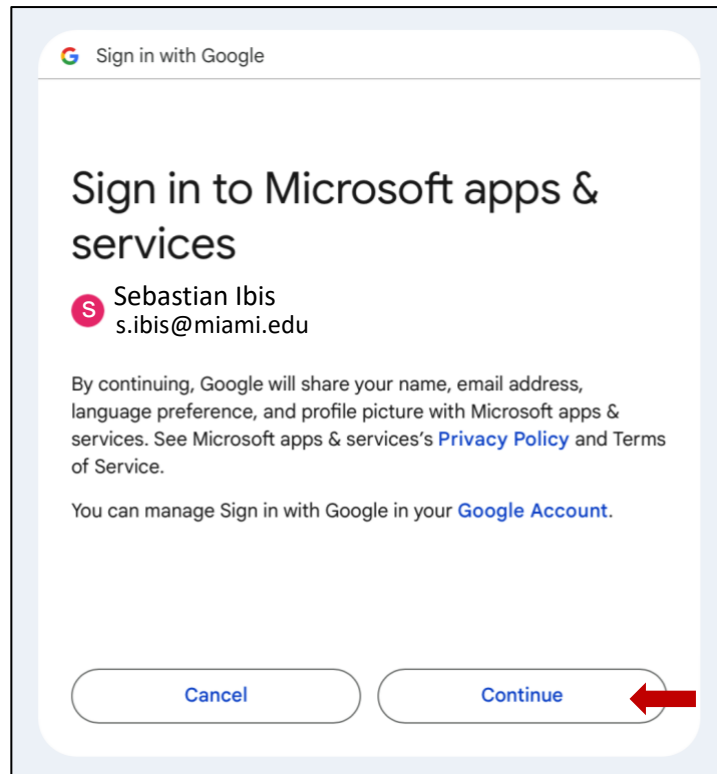 Sign in with Google
Sign in to Microsoft apps &
services
S
Sebastian Ibis
s.ibis@miami.edu
By continuing, Google will share your name, email address,
language preference, and profile picture with Microsoft apps &
services. See Microsoft apps & services's Privacy Policy and Terms
of Service.
You can manage Sign in with Google in your Google Account.
Cancel
Continue